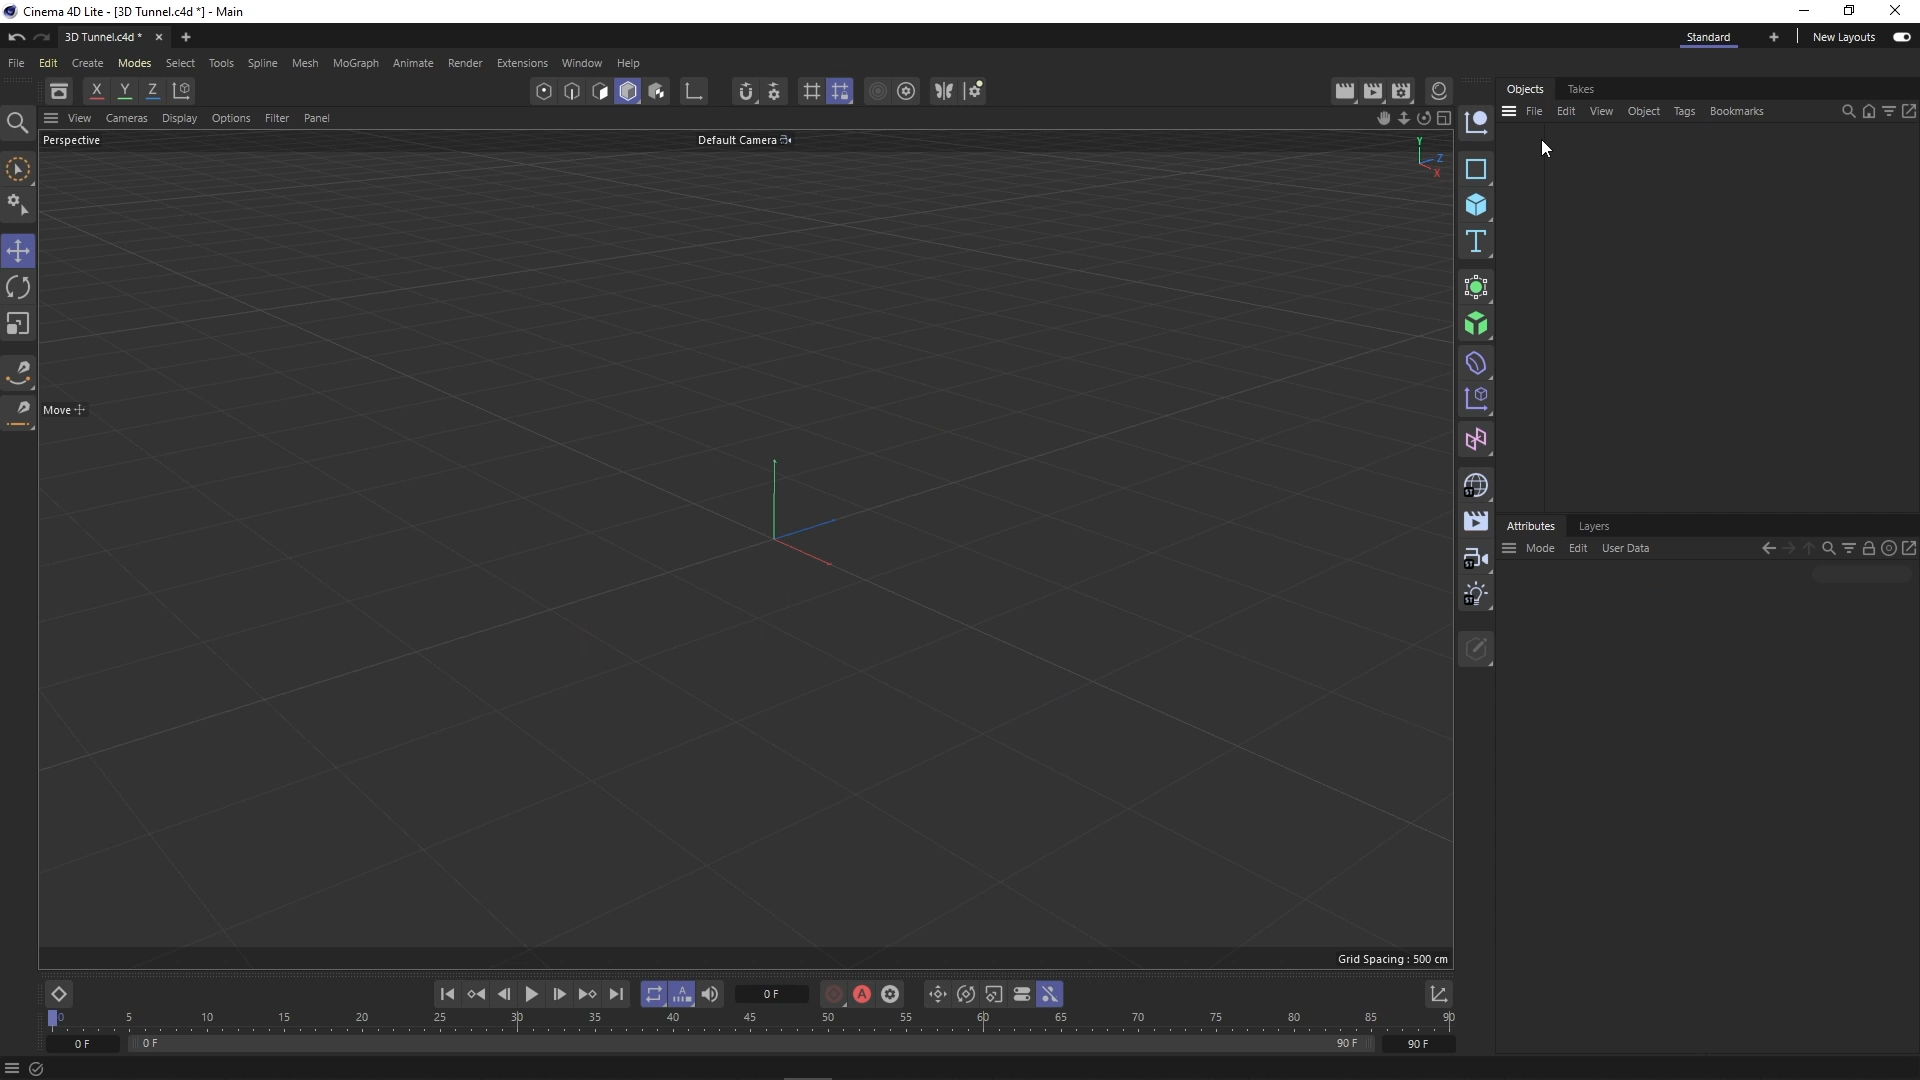 Cinema 4D Lite - [3D Tunnel.c4d *] - Main
3D Tunnel.c4d * Standard New Layouts
File Edit Create Modes Select Tools Spline Mesh MoGraph Animate Render Extensions Window Help
X Y Z Objects Takes
View Cameras Display Options Filter Panel File Edit View Object Tags Bookmarks
Perspective Default Camera
Y
Z
X
Move
ST
Attributes Layers
Mode Edit User Data
ST
ST
Grid Spacing : 500 cm
A 0 F A
0 5 10 15 20 25 30 35 40 45 50 55 60 65 70 75 80 85 90
0 F 0 F 90 F 90 F